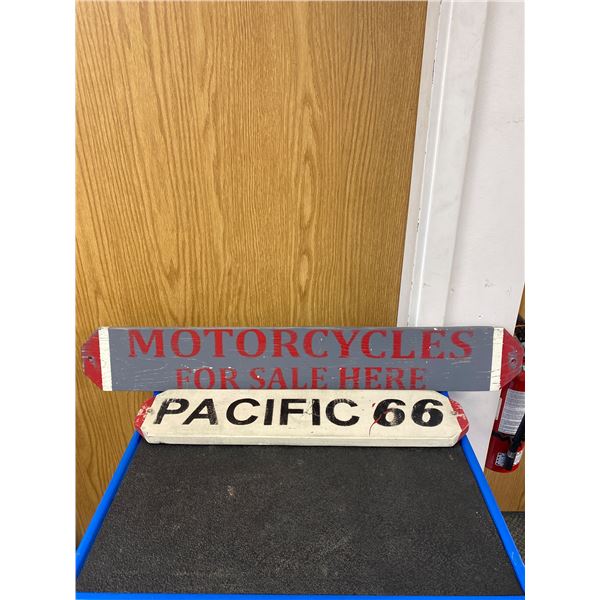 MOTORCYCLES
FOR SALE HERE
PACIFIC 66